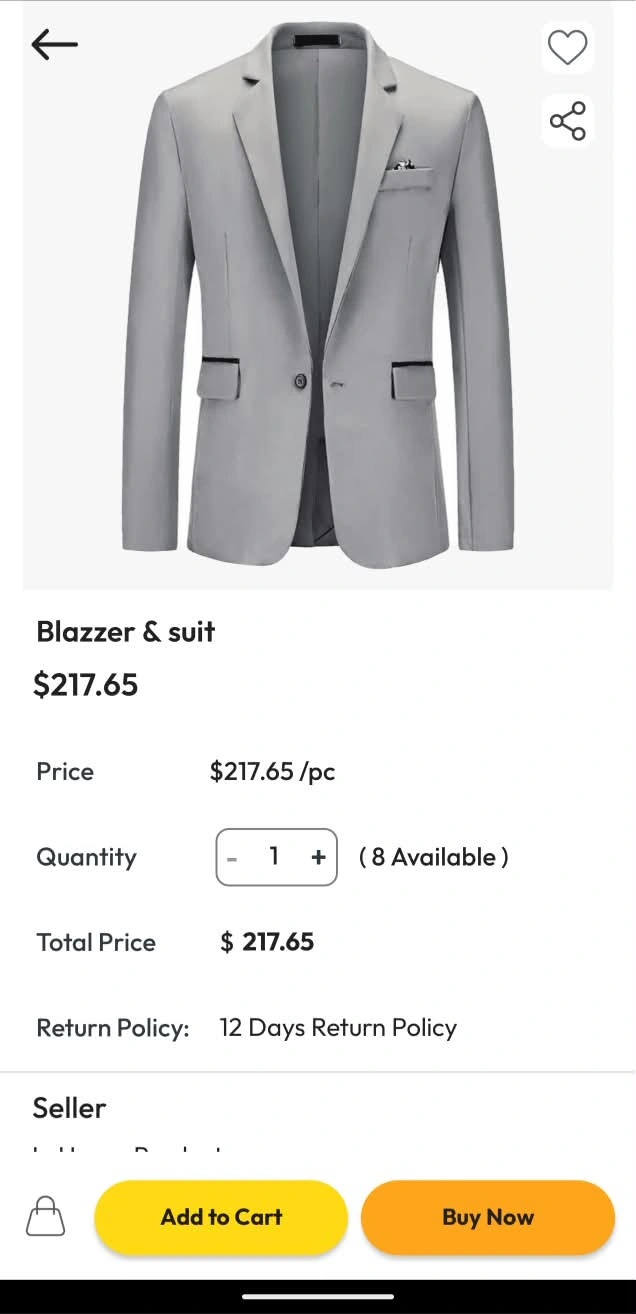 Blazzer & suit
$217.65
Price $217.65 /pc
Quantity - 1 + ( 8 Available )
Total Price $ 217.65
Return Policy: 12 Days Return Policy
Seller
Add to Cart Buy Now